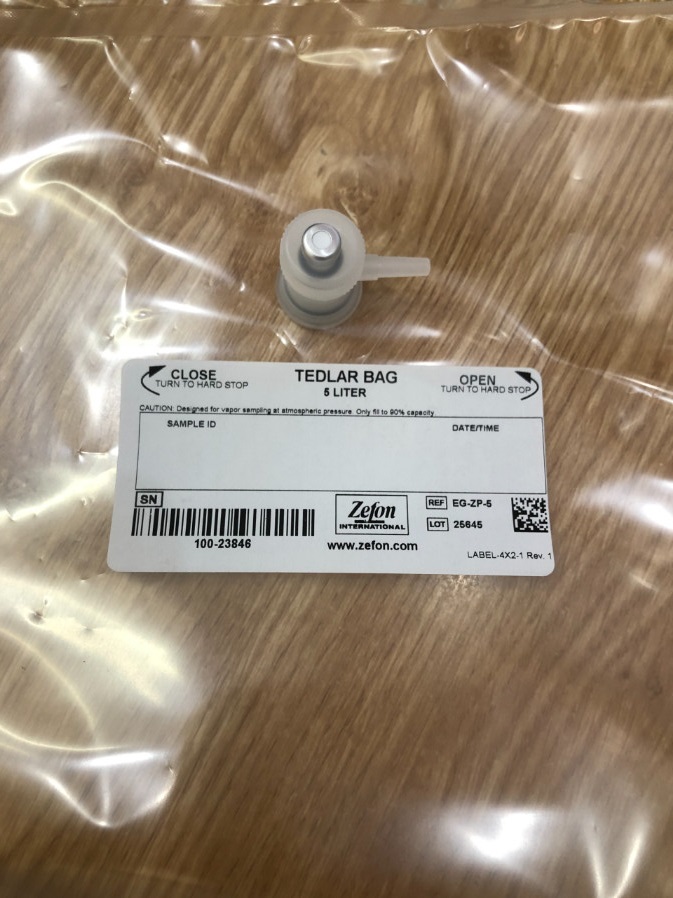 CLOSE
TURN TO HARD STOP
TEDLAR BAG
5 LITER
OPEN
TURN TO HARD STOP
CAUTION: Designed for vapor sampling at atmospheric pressure. Only fill to 90% capacity.
SAMPLE ID
DATE/TIME
SN
100-23846
Zefon
INTERNATIONAL
www.zefon.com
REF EG-ZP-5
LOT 25645
LABEL-4X2-1 Rev. 1